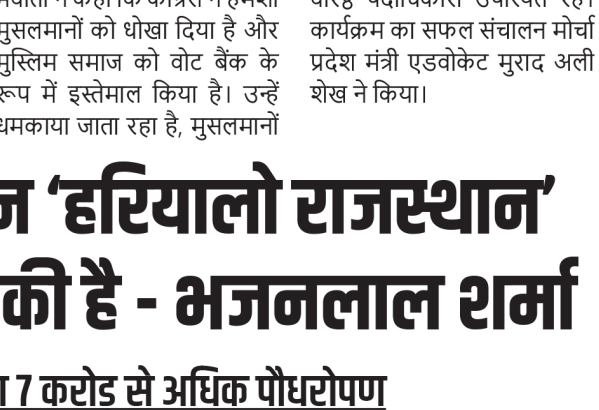 मुसलमानों को धोखा दिया है और
मुस्लिम समाज को वोट बैंक के
रूप में इस्तेमाल किया है। उन्हें
धमकाया जाता रहा है, मुसलमानों
कार्यक्रम का सफल संचालन मोर्चा
प्रदेश मंत्री एडवोकेट मुराद अली
शेख ने किया।
न ‘हरियालो राजस्थान’
की है - भजनलाल शर्मा
7 करोड से अधिक पौधरोपण